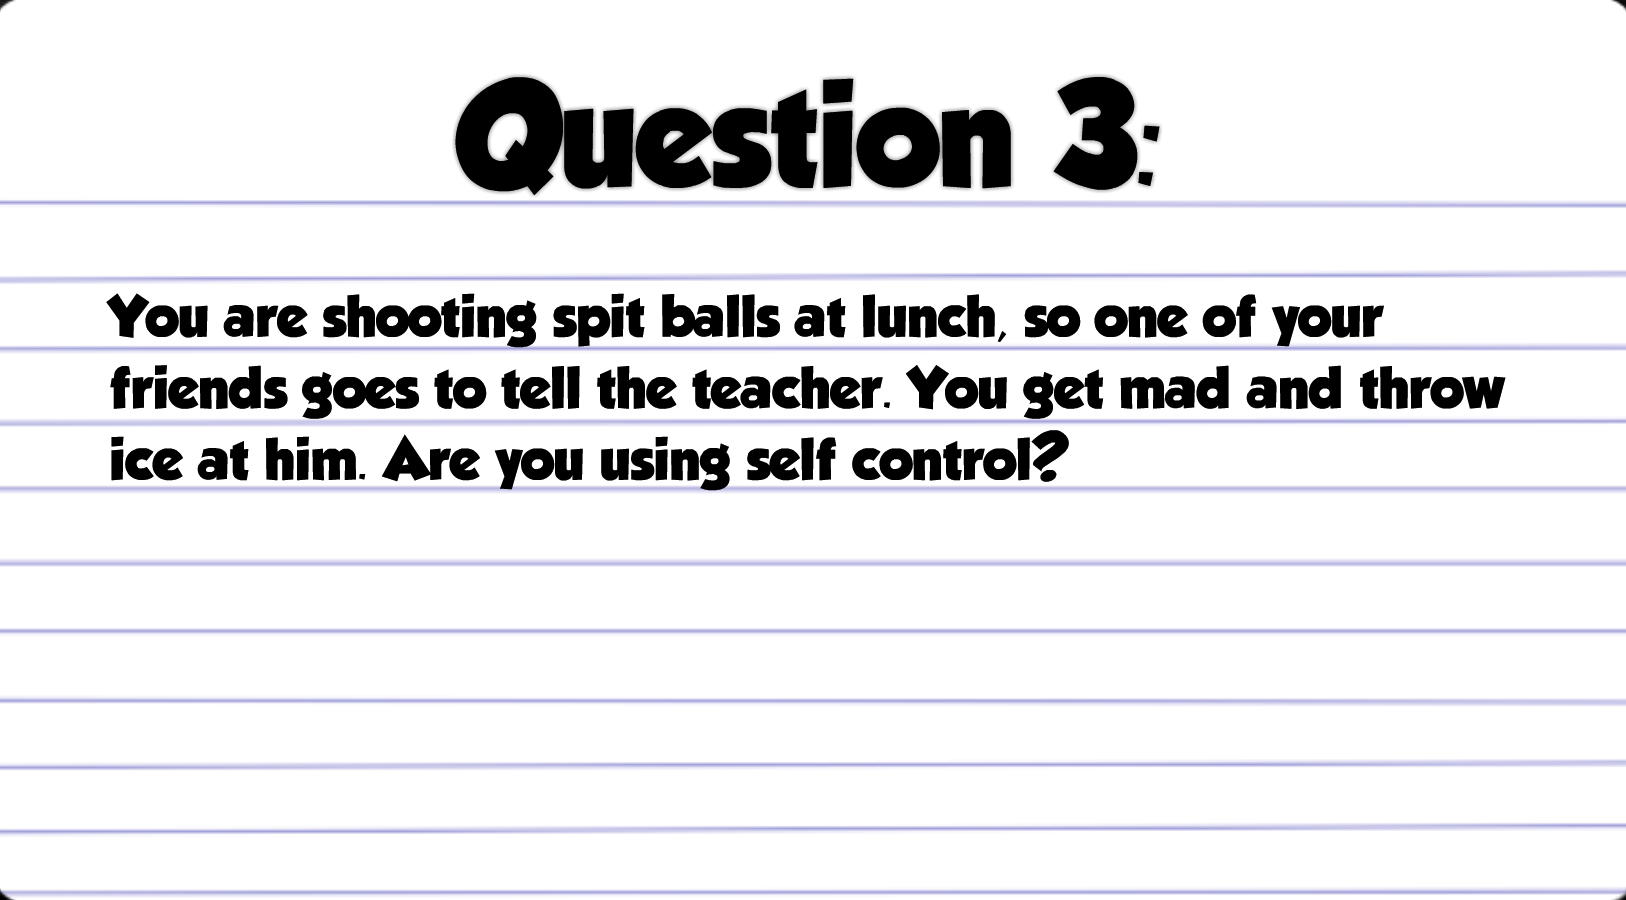 Question 3:
You are shooting spit balls at lunch, so one of your
friends goes to tell the teacher. You get mad and throw
ice at him. Are you using self control?